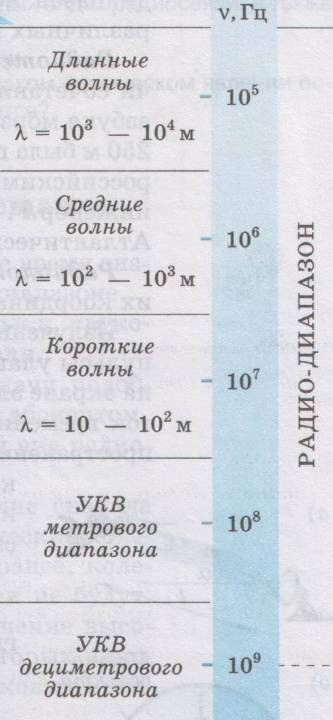 ν, Гц
Длинные
волны
λ = 10³ — 10⁴ м
10⁵
Средние
волны
λ = 10² — 10³ м
10⁶
Короткие
волны
λ = 10 — 10² м
10⁷
УКВ
метрового
диапазона
10⁸
УКВ
дециметрового
диапазона
10⁹
РАДИО-ДИАПАЗОН